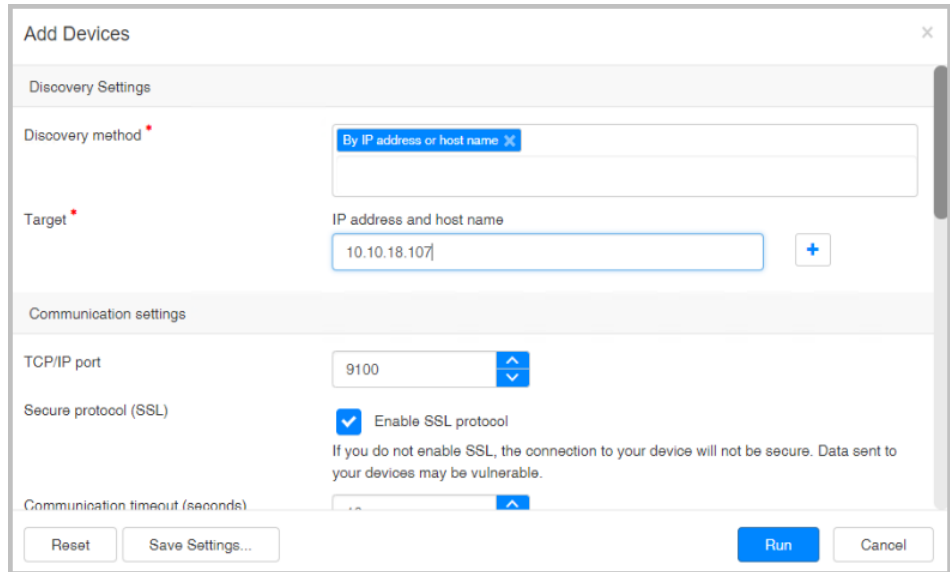 Add Devices
Discovery Settings
Discovery method *
By IP address or host name
Target *
IP address and host name
10.10.18.107
Communication settings
TCP/IP port
9100
Secure protocol (SSL)
Enable SSL protocol
If you do not enable SSL, the connection to your device will not be secure. Data sent to
your devices may be vulnerable.
Communication timeout (seconds)
Reset
Save Settings...
Run
Cancel